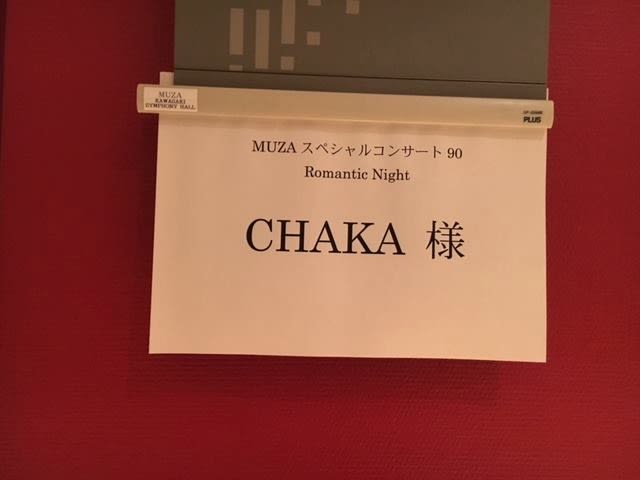 MUZA
KAWASAKI
SYMPHONY HALL
PLUS
MUZA スペシャルコンサート 90
Romantic Night
CHAKA 様